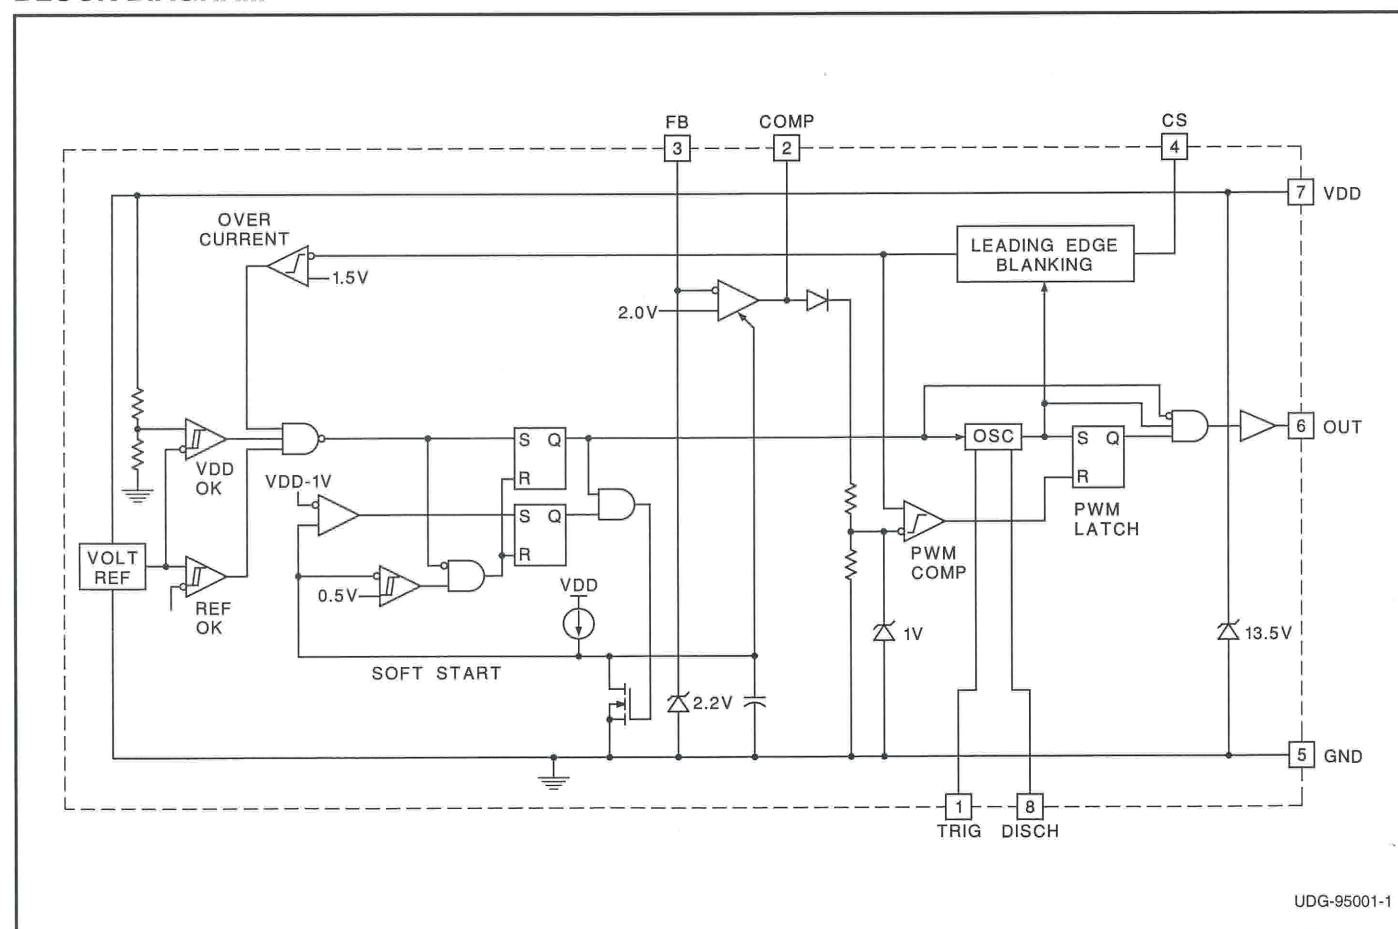 FB
COMP
CS
3
2
4
7
VDD
OVER
CURRENT
1.5V
LEADING EDGE
BLANKING
2.0V
S
Q
R
OSC
S
Q
R
6
OUT
VDD
OK
VDD-1V
PWM
LATCH
S
Q
R
VOLT
REF
PWM
COMP
0.5V
VDD
REF
OK
1V
13.5V
SOFT START
2.2V
5
GND
1
8
TRIG
DISCH
UDG-95001-1